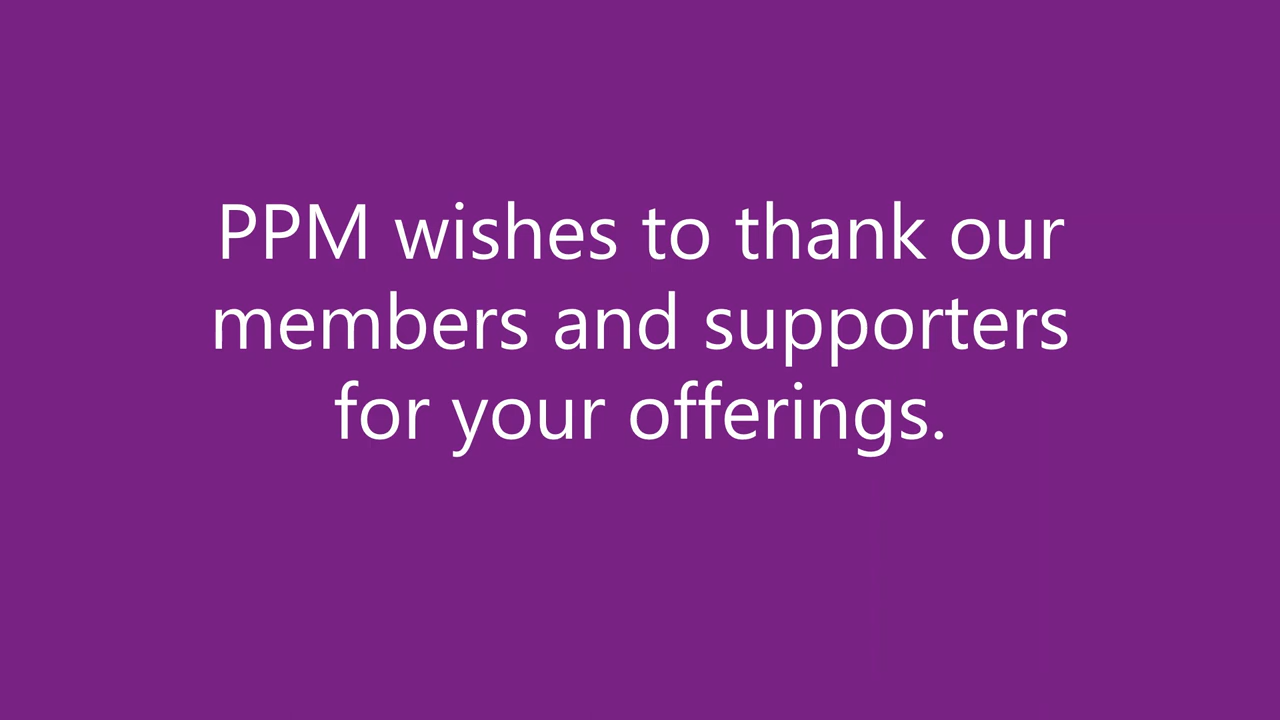 PPM wishes to thank our
members and supporters
for your offerings.